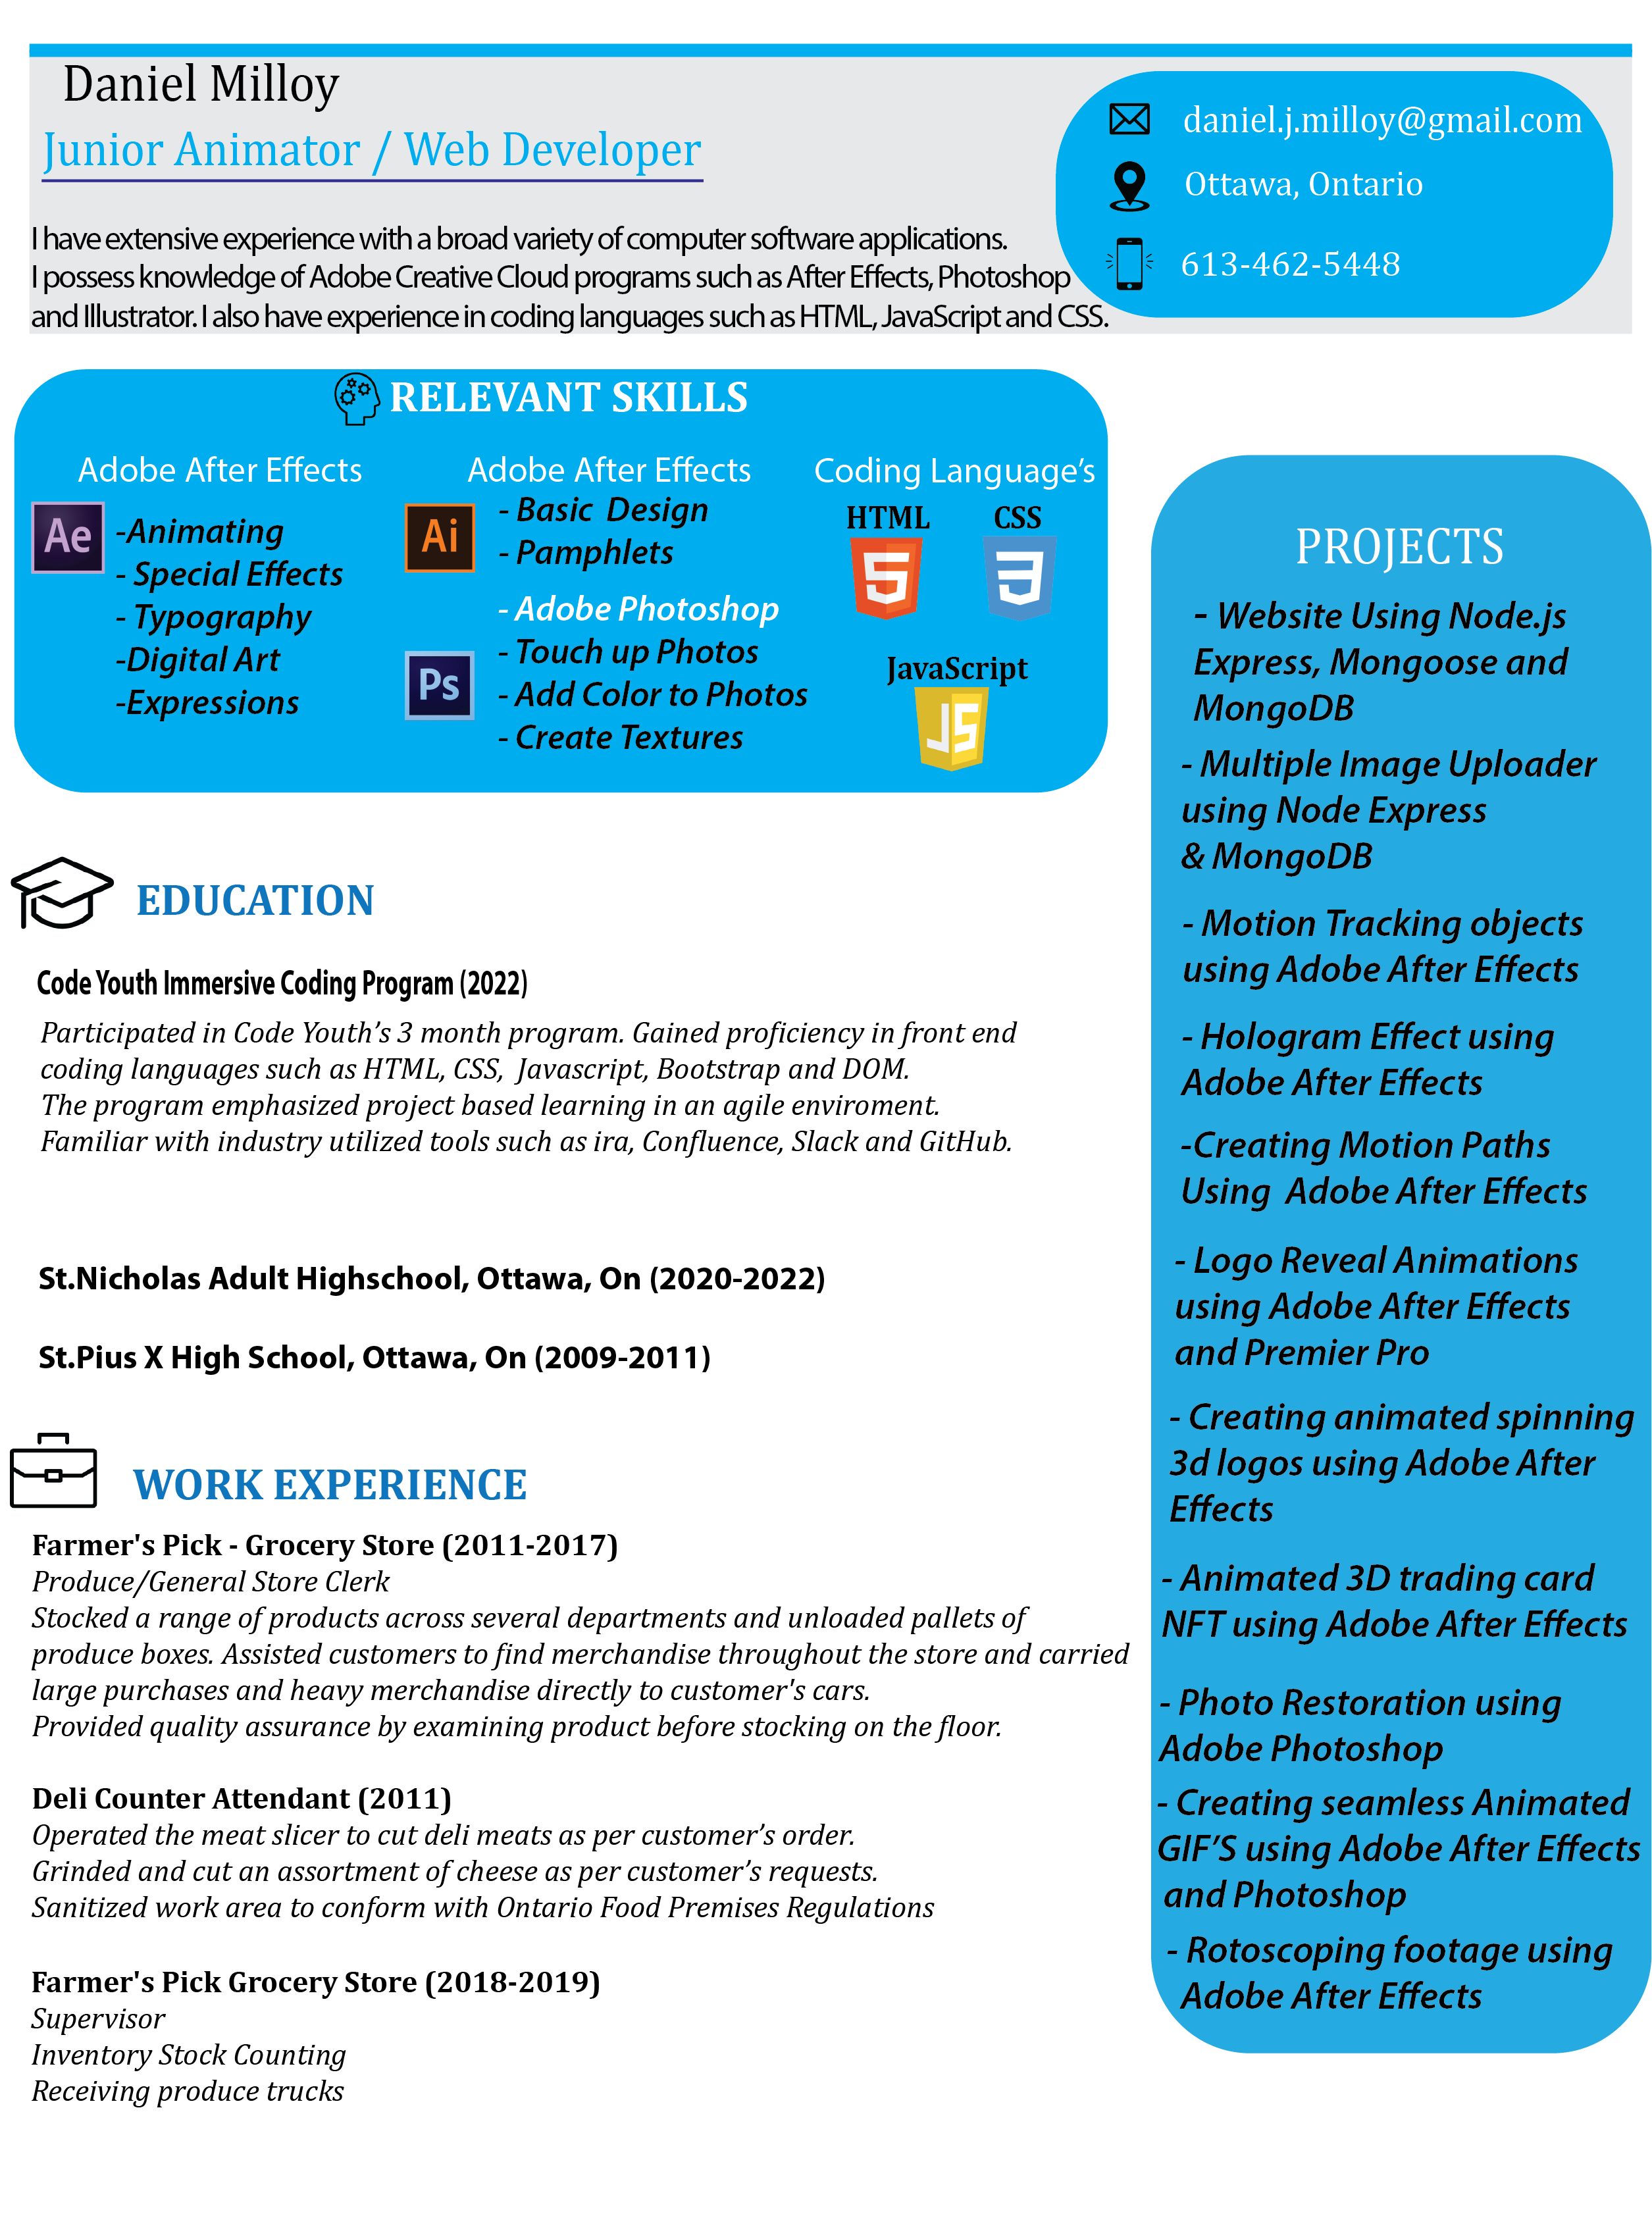 Daniel Milloy
Junior Animator / Web Developer
I have extensive experience with a broad variety of computer software applications.
I possess knowledge of Adobe Creative Cloud programs such as After Effects, Photoshop
and Illustrator. I also have experience in coding languages such as HTML, JavaScript and CSS.
daniel.j.milloy@gmail.com
Ottawa, Ontario
613-462-5448
RELEVANT SKILLS
Adobe After Effects
Ae
-Animating
- Special Effects
- Typography
-Digital Art
-Expressions
Adobe After Effects
Ai
- Basic Design
- Pamphlets
- Adobe Photoshop
Ps
- Touch up Photos
- Add Color to Photos
- Create Textures
Coding Language's
HTML CSS
5 3
JavaScript
JS
EDUCATION
Code Youth Immersive Coding Program (2022)
Participated in Code Youth's 3 month program. Gained proficiency in front end
coding languages such as HTML, CSS, Javascript, Bootstrap and DOM.
The program emphasized project based learning in an agile enviroment.
Familiar with industry utilized tools such as ira, Confluence, Slack and GitHub.
St.Nicholas Adult Highschool, Ottawa, On (2020-2022)
St.Pius X High School, Ottawa, On (2009-2011)
WORK EXPERIENCE
Farmer's Pick - Grocery Store (2011-2017)
Produce/General Store Clerk
Stocked a range of products across several departments and unloaded pallets of
produce boxes. Assisted customers to find merchandise throughout the store and carried
large purchases and heavy merchandise directly to customer's cars.
Provided quality assurance by examining product before stocking on the floor.
Deli Counter Attendant (2011)
Operated the meat slicer to cut deli meats as per customer's order.
Grinded and cut an assortment of cheese as per customer's requests.
Sanitized work area to conform with Ontario Food Premises Regulations
Farmer's Pick Grocery Store (2018-2019)
Supervisor
Inventory Stock Counting
Receiving produce trucks
PROJECTS
- Website Using Node.js
Express, Mongoose and
MongoDB
- Multiple Image Uploader
using Node Express
& MongoDB
- Motion Tracking objects
using Adobe After Effects
- Hologram Effect using
Adobe After Effects
-Creating Motion Paths
Using Adobe After Effects
- Logo Reveal Animations
using Adobe After Effects
and Premier Pro
- Creating animated spinning
3d logos using Adobe After
Effects
- Animated 3D trading card
NFT using Adobe After Effects
- Photo Restoration using
Adobe Photoshop
- Creating seamless Animated
GIF'S using Adobe After Effects
and Photoshop
- Rotoscoping footage using
Adobe After Effects